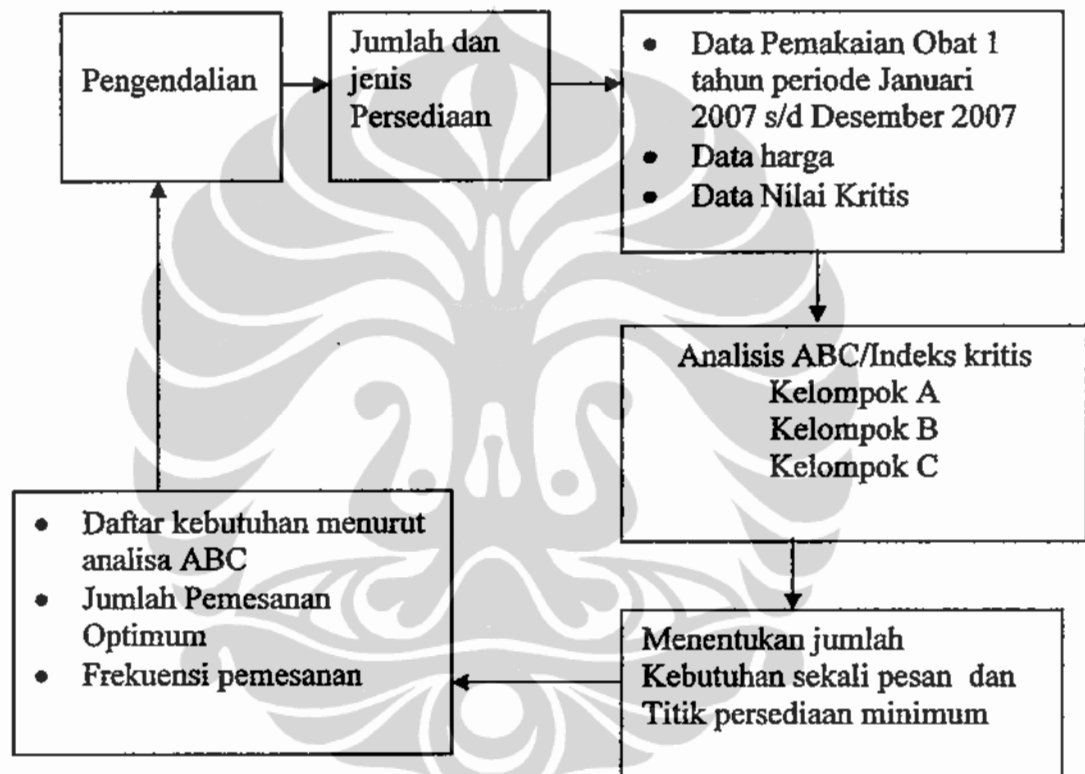 Pengendalian
Jumlah dan
jenis
Persediaan
• Data Pemakaian Obat 1
tahun periode Januari
2007 s/d Desember 2007
• Data harga
• Data Nilai Kritis
Analisis ABC/Indeks kritis
Kelompok A
Kelompok B
Kelompok C
Menentukan jumlah
Kebutuhan sekali pesan dan
Titik persediaan minimum
• Daftar kebutuhan menurut
analisa ABC
• Jumlah Pemesanan
Optimum
• Frekuensi pemesanan